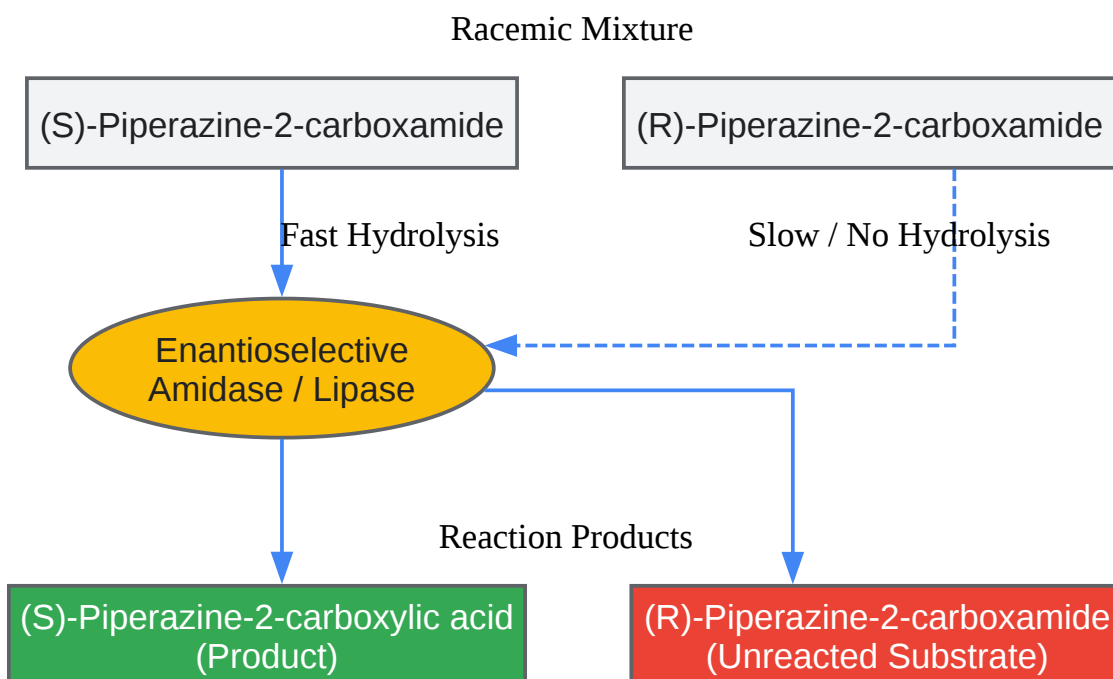 Racemic Mixture
(S)-Piperazine-2-carboxamide
(R)-Piperazine-2-carboxamide
Fast Hydrolysis
Slow / No Hydrolysis
Enantioselective
Amidase / Lipase
Reaction Products
(S)-Piperazine-2-carboxylic acid
(Product)
(R)-Piperazine-2-carboxamide
(Unreacted Substrate)